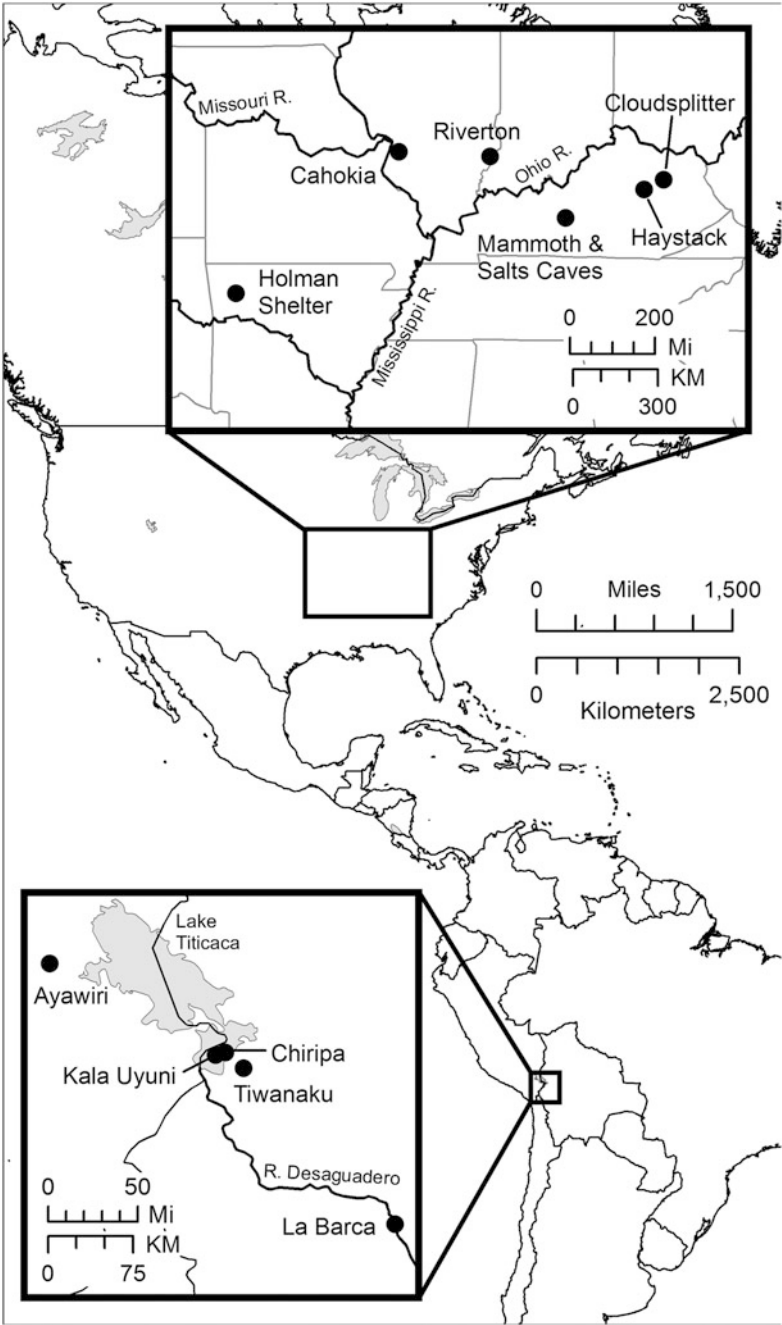 Missouri R.
Cloudsplitter
Riverton
Ohio R.
Cahokia
Haystack
Mammoth &
Salts Caves
Holman
Shelter
Mississippi R.
0 200
Mi
KM
0 300
0 Miles 1,500
0 2,500
Kilometers
Lake
Titicaca
Ayawiri
Chiripa
Kala Uyuni
Tiwanaku
R. Desaguadero
0 50
Mi
KM
0 75
La Barca